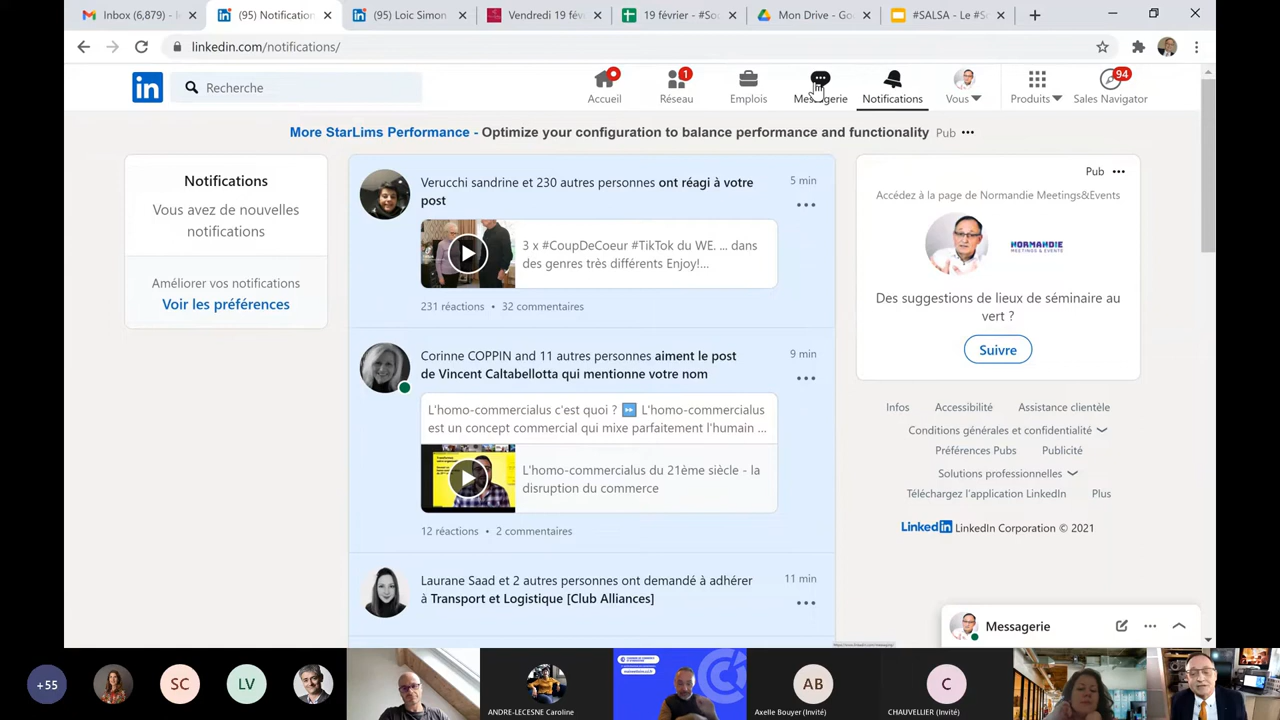 Inbox (6,879) - l
(95) Notification
(95) Loic Simon
Vendredi 19 fév
19 février - #So
Mon Drive - Go
#SALSA - Le #S
linkedin.com/notifications/
in
Recherche
Accueil
1
Réseau
Emplois
Messagerie
Notifications
Vous
Produits
94
Sales Navigator
More StarLims Performance - Optimize your configuration to balance performance and functionality Pub
Notifications
Vous avez de nouvelles
notifications
Améliorer vos notifications
Voir les préférences
Verucchi sandrine et 230 autres personnes ont réagi à votre
post
5 min
3 x #CoupDeCoeur #TikTok du WE. ... dans
des genres très différents Enjoy!...
231 réactions • 32 commentaires
Corinne COPPIN and 11 autres personnes aiment le post
de Vincent Caltabellotta qui mentionne votre nom
9 min
L'homo-commercialus c'est quoi ? L'homo-commercialus
est un concept commercial qui mixe parfaitement l'humain ...
L'homo-commercialus du 21ème siècle - la
disruption du commerce
12 réactions • 2 commentaires
Laurane Saad et 2 autres personnes ont demandé à adhérer
à Transport et Logistique [Club Alliances]
11 min
Pub
Accédez à la page de Normandie Meetings&Events
NORMANDIE
MEETINGS & EVENTS
Des suggestions de lieux de séminaire au
vert ?
Suivre
Infos Accessibilité Assistance clientèle
Conditions générales et confidentialité
Préférences Pubs Publicité
Solutions professionnelles
Téléchargez l'application LinkedIn Plus
Linked in LinkedIn Corporation © 2021
Messagerie
+55
SC
LV
ANDRE-LECESNE Caroline
AB
Axelle Bouyer (Invité)
C
CHAUVELLIER (Invité)